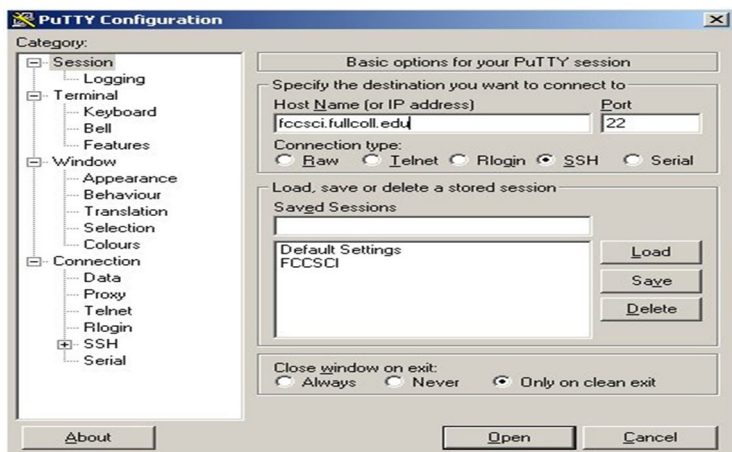 PuTTY Configuration
Category:
Session
Logging
Terminal
Keyboard
Bell
Features
Window
Appearance
Behaviour
Translation
Selection
Colours
Connection
Data
Proxy
Telnet
Rlogin
SSH
Serial
Basic options for your PuTTY session
Specify the destination you want to connect to
Host Name (or IP address) Port
fccsci.fullcoll.edu 22
Connection type:
Raw Telnet Rlogin SSH Serial
Load, save or delete a stored session
Saved Sessions
Default Settings
FCCSCI
Load
Save
Delete
Close window on exit:
Always Never Only on clean exit
About Open Cancel